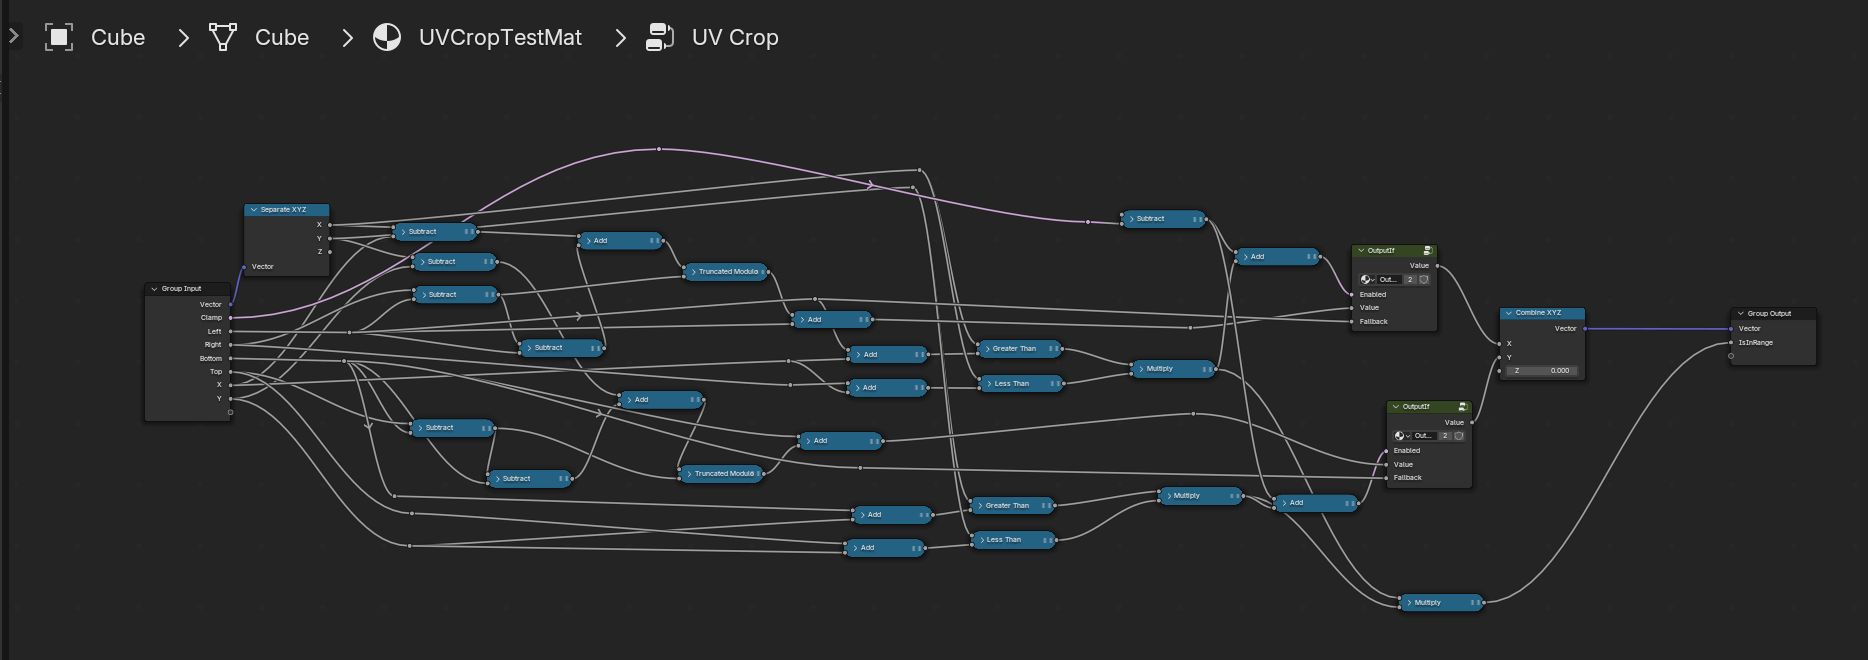 Cube > Cube > UVCropTestMat > UV Crop
Separate XYZ
X
Y
Z
Vector
Group Input
Vector
Clamp
Left
Right
Bottom
Top
X
Y
Subtract
Subtract
Subtract
Subtract
Add
Truncated Modulo
Add
Add
Add
Greater Than
Less Than
Multiply
Subtract
Add
OutputIf
Value
Out... 2
Enabled
Value
Fallback
Combine XYZ
Vector
X
Y
Z 0.000
Group Output
Vector
IsInRange
Subtract
Subtract
Add
Truncated Modulo
Add
Add
Add
Greater Than
Less Than
Multiply
Add
OutputIf
Value
Out... 2
Enabled
Value
Fallback
Multiply